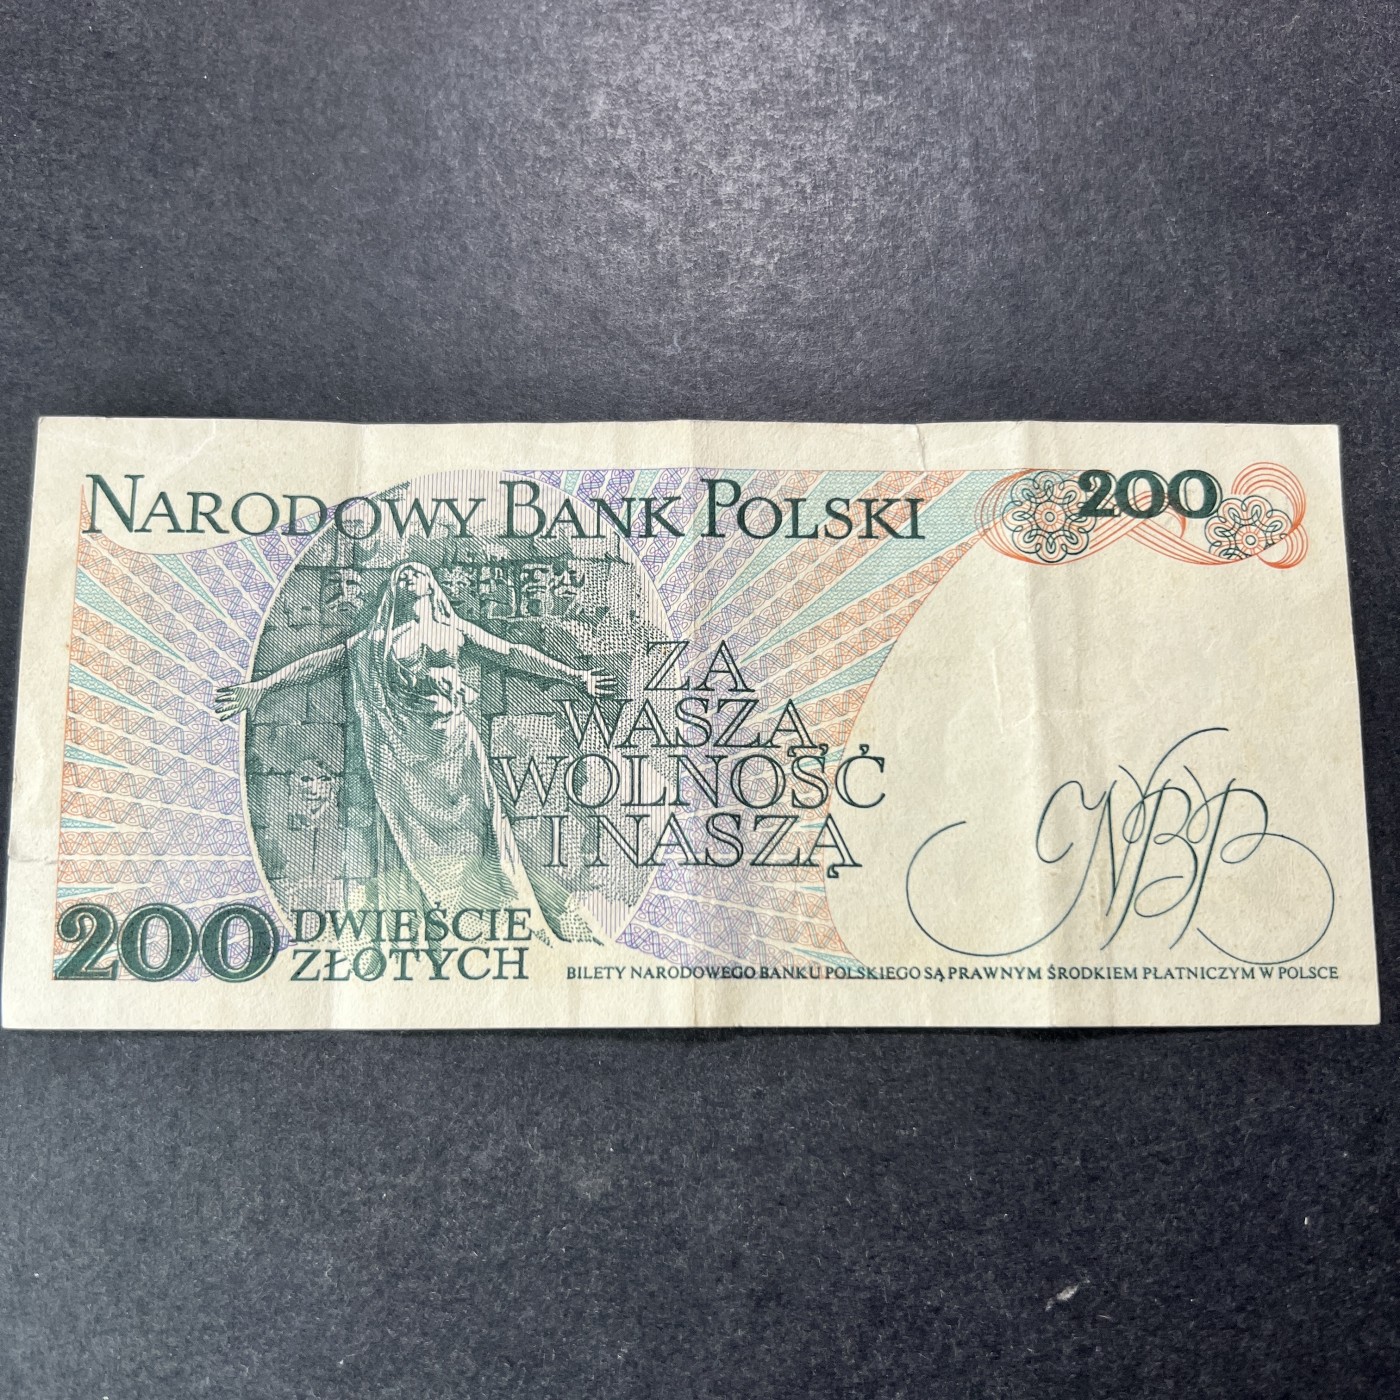 NARODOWY BANK POLSKI
200
ZA
WASZĄ
WOLNOŚĆ
I NASZĄ
NBP
200 DWIEŚCIE
ZŁOTYCH
BILETY NARODOWEGO BANKU POLSKIEGO SĄ PRAWNYM ŚRODKIEM PŁATNICZYM W POLSCE